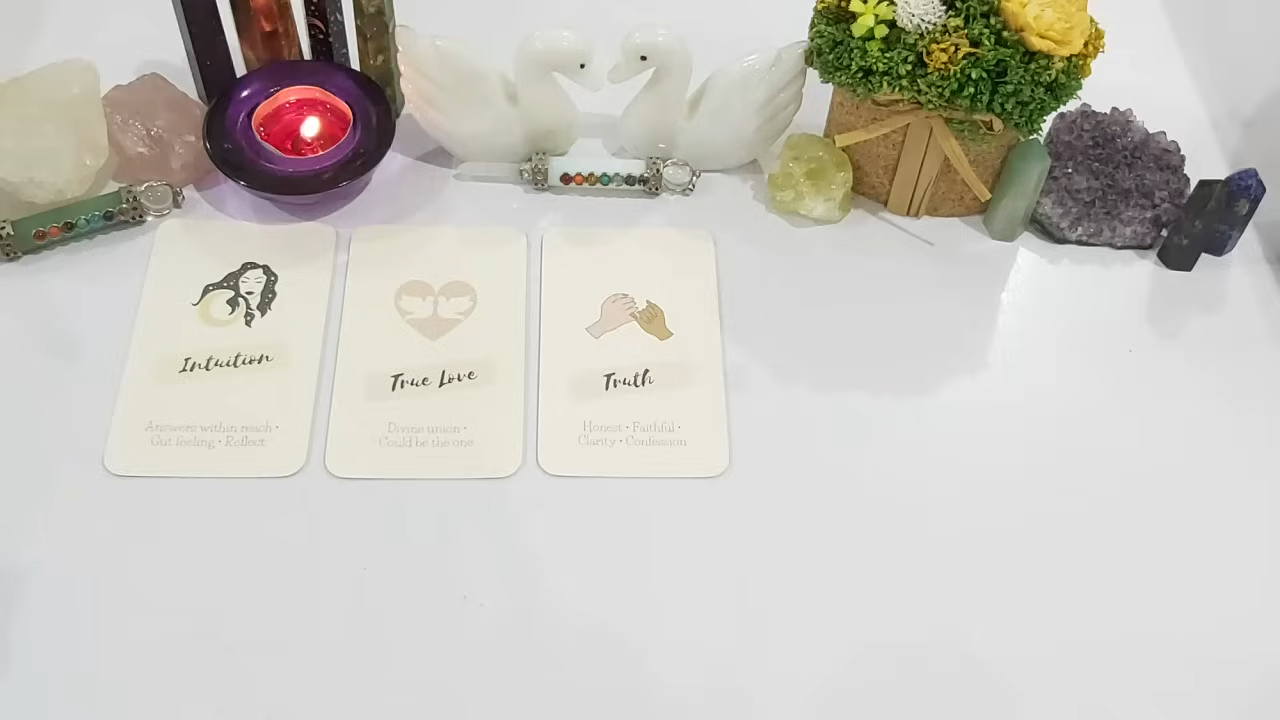 Intuition
Answers within reach •
Gut feeling • Reflect
True Love
Divine union •
Could be the one
Truth
Honest • Faithful •
Clarity • Confession